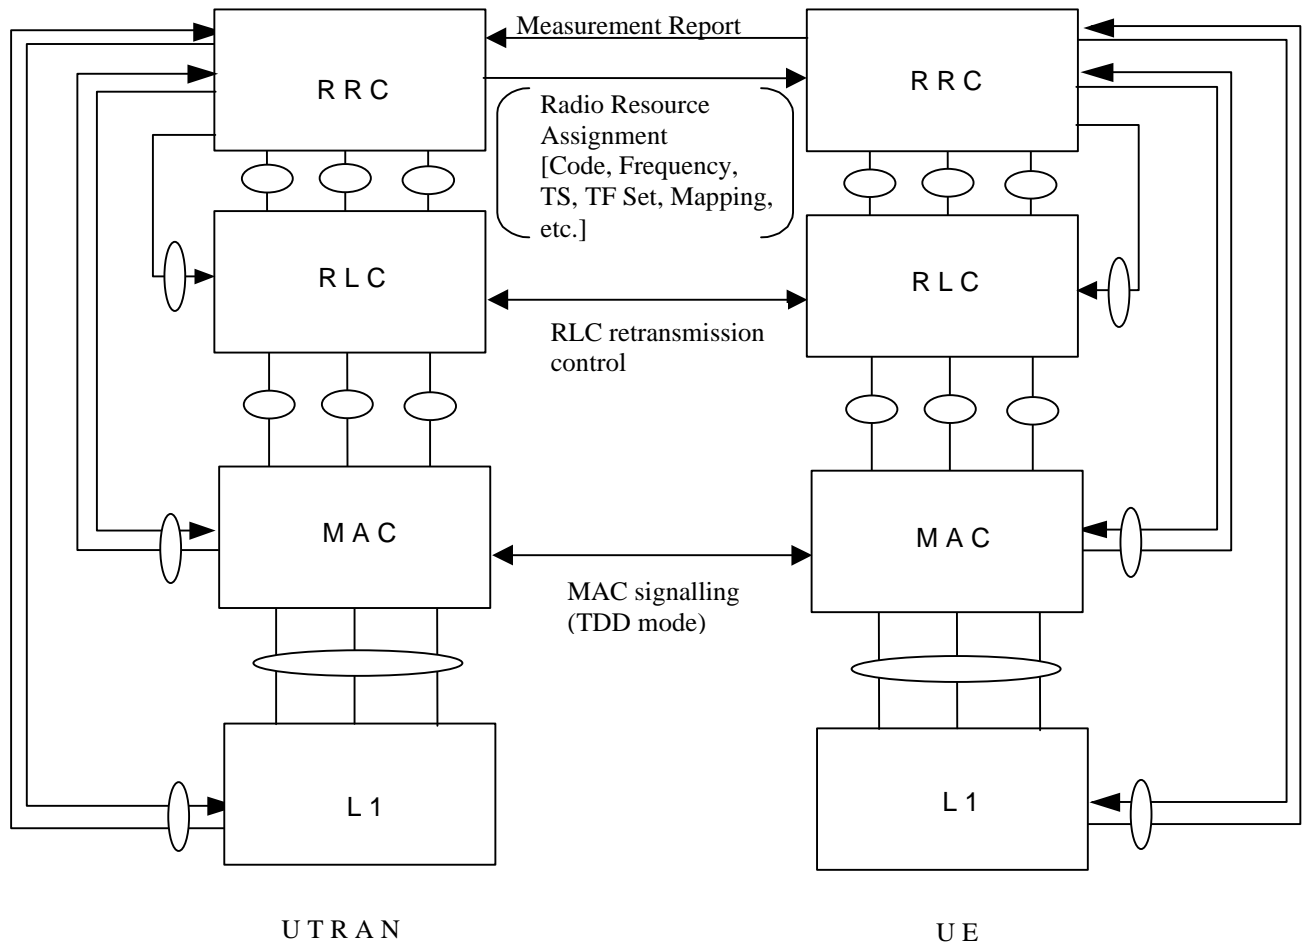 Measurement Report
R R C
R R C
Radio Resource
Assignment
[Code, Frequency,
TS, TF Set, Mapping,
etc.]
R L C
R L C
RLC retransmission
control
M A C
M A C
MAC signalling
(TDD mode)
L 1
L 1
U T R A N
U E